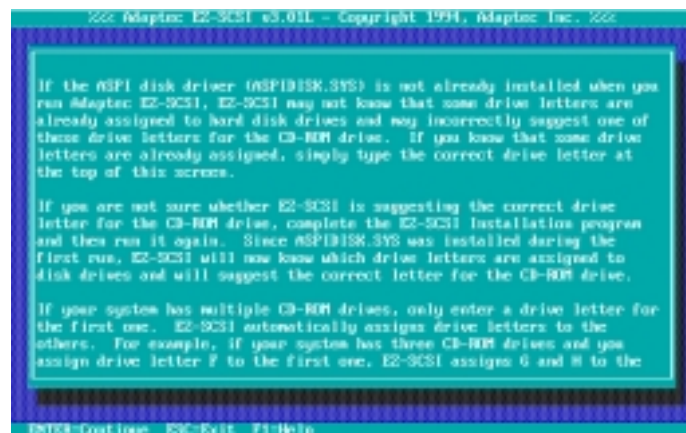 >>> Adaptec EZ-SCSI v3.01L - Copyright 1994, Adaptec Inc. <<<
If the ASPI disk driver (ASPIDISK.SYS) is not already installed when you
run Adaptec EZ-SCSI, EZ-SCSI may not know that some drive letters are
already assigned to hard disk drives and may incorrectly suggest one of
these drive letters for the CD-ROM drive.  If you know that some drive
letters are already assigned, simply type the correct drive letter at
the top of this screen.
If you are not sure whether EZ-SCSI is suggesting the correct drive
letter for the CD-ROM drive, complete the EZ-SCSI Installation program
and then run it again.  Since ASPIDISK.SYS was installed during the
first run, EZ-SCSI will now know which drive letters are assigned to
disk drives and will suggest the correct letter for the CD-ROM drive.
If your system has multiple CD-ROM drives, only enter a drive letter for
the first one.  EZ-SCSI automatically assigns drive letters to the
others.  For example, if your system has three CD-ROM drives and you
assign drive letter F to the first one, EZ-SCSI assigns G and H to the
ENTER=Continue  ESC=Exit  F1=Help